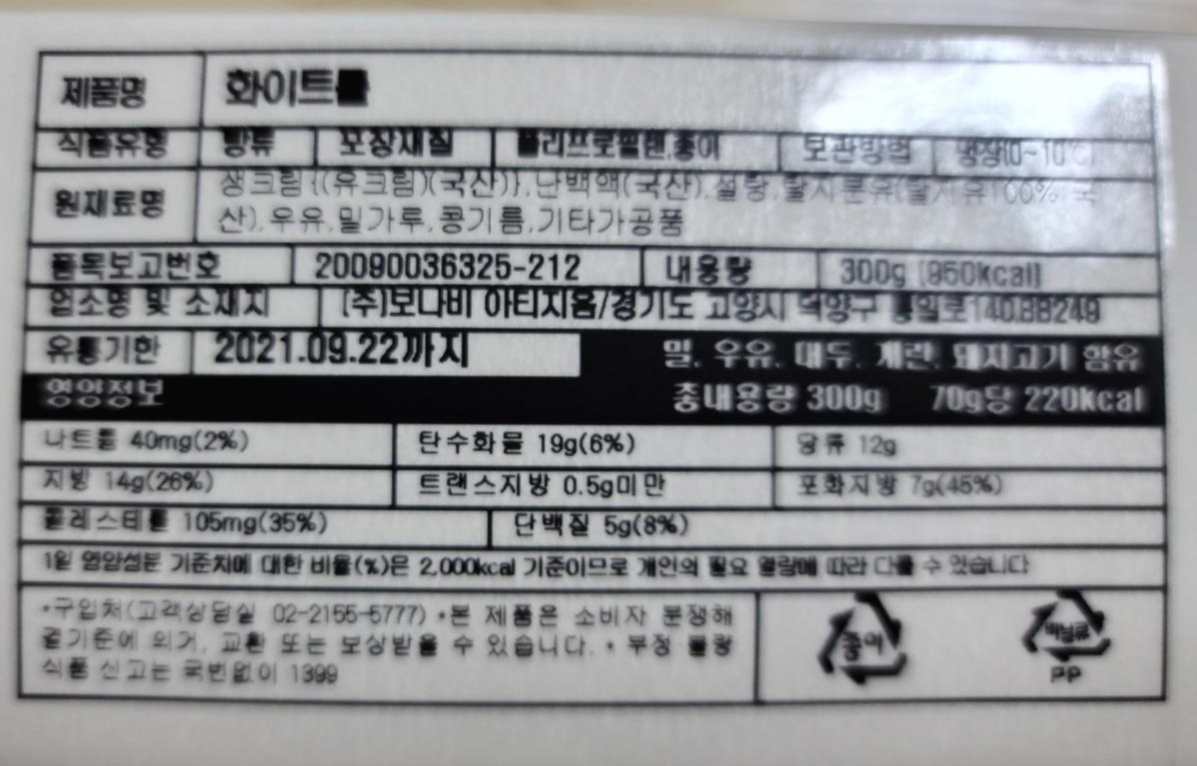 제품명 화이트롤
식품유형 빵류 포장재질 폴리프로필렌,종이 보관방법 냉장(0~10℃)
원재료명 생크림{(유크림)(국산)},난백액(국산),설탕,탈지분유(탈지유100%,국
산),우유,밀가루,콩기름,기타가공품
품목보고번호 20090036325-212 내용량 300g (950kcal)
업소명 및 소재지 (주)보나비 아티지움/경기도 고양시 덕양구 통일로140.BB249
유통기한 2021.09.22까지 밀, 우유, 대두, 계란, 돼지고기 함유
영양정보 총내용량 300g 70g당 220kcal
나트륨 40mg(2%) 탄수화물 19g(6%) 당류 12g
지방 14g(26%) 트랜스지방 0.5g미만 포화지방 7g(45%)
콜레스테롤 105mg(35%) 단백질 5g(8%)
1일 영양성분 기준치에 대한 비율(%)은 2,000kcal 기준이므로 개인의 필요 열량에 따라 다를 수 있습니다
•구입처(고객상담실 02-2155-5777) •본 제품은 소비자 분쟁해
결기준에 의거, 교환 또는 보상받을 수 있습니다. • 부정 불량
식품 신고는 국번없이 1399
종이
비닐류
PP